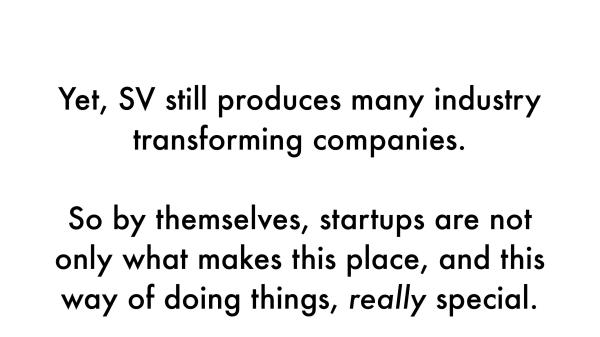 Yet, SV still produces many industry
transforming companies.
So by themselves, startups are not
only what makes this place, and this
way of doing things, really special.